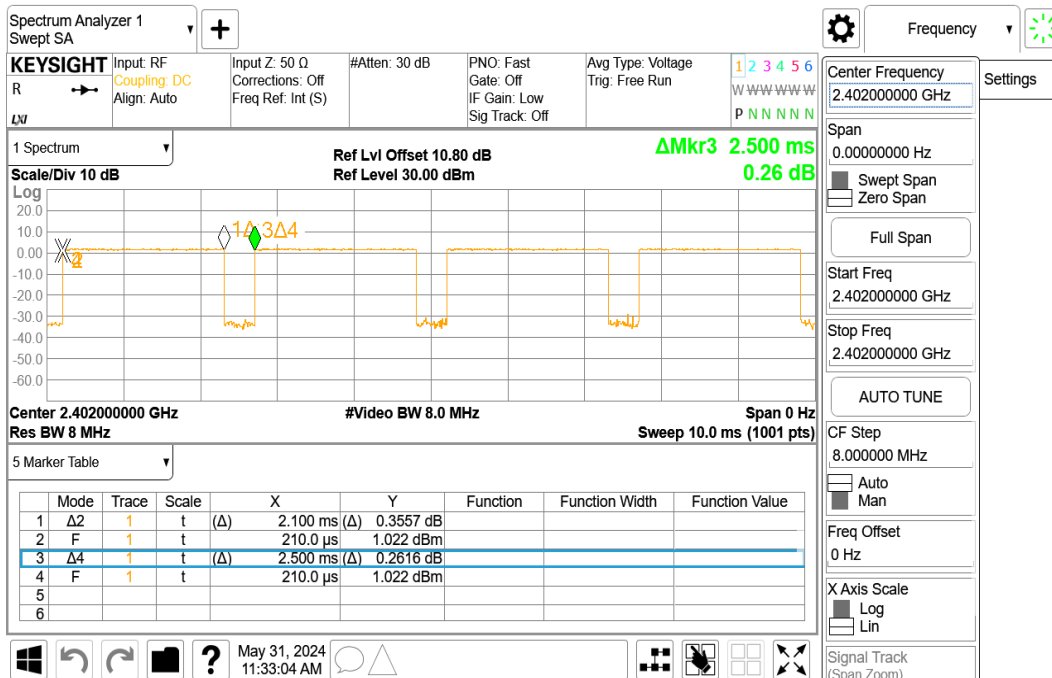 Spectrum Analyzer 1
Swept SA
+
Frequency
KEYSIGHT
R
LXI
Input: RF
Coupling: DC
Align: Auto
Input Z: 50 Ω
Corrections: Off
Freq Ref: Int (S)
#Atten: 30 dB
PNO: Fast
Gate: Off
IF Gain: Low
Sig Track: Off
Avg Type: Voltage
Trig: Free Run
1 2 3 4 5 6
W W W W W W
P N N N N N
1 Spectrum
Scale/Div 10 dB
Ref Lvl Offset 10.80 dB
Ref Level 30.00 dBm
ΔMkr3 2.500 ms
0.26 dB
Log
20.0
10.0
0.00
-10.0
-20.0
-30.0
-40.0
-50.0
-60.0
1Δ 3Δ4
Center 2.402000000 GHz
#Video BW 8.0 MHz
Span 0 Hz
Res BW 8 MHz
Sweep 10.0 ms (1001 pts)
5 Marker Table
Mode Trace Scale X Y Function Function Width Function Value
1 Δ2 1 t (Δ) 2.100 ms (Δ) 0.3557 dB
2 F 1 t 210.0 µs 1.022 dBm
3 Δ4 1 t (Δ) 2.500 ms (Δ) 0.2616 dB
4 F 1 t 210.0 µs 1.022 dBm
5
6
?
May 31, 2024
11:33:04 AM
Center Frequency
2.402000000 GHz
Settings
Span
0.00000000 Hz
Swept Span
Zero Span
Full Span
Start Freq
2.402000000 GHz
Stop Freq
2.402000000 GHz
AUTO TUNE
CF Step
8.000000 MHz
Auto
Man
Freq Offset
0 Hz
X Axis Scale
Log
Lin
Signal Track
(Span Zoom)